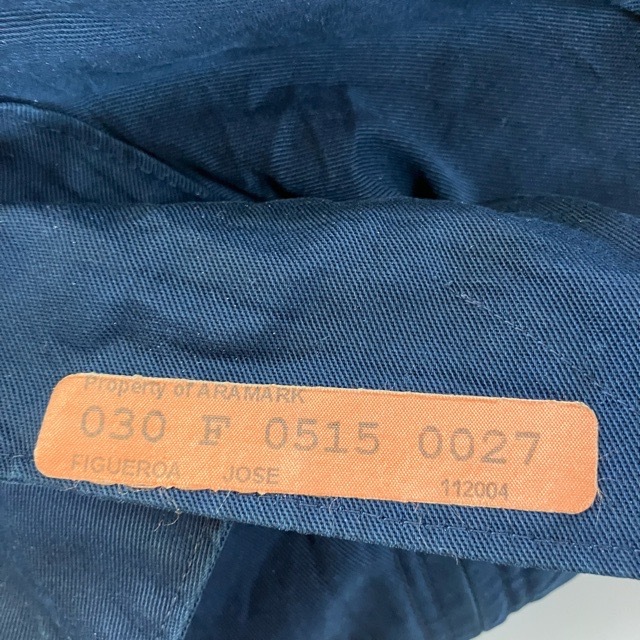 Property of ARAMARK
030 F 0515 0027
FIGUEROA JOSE 112004